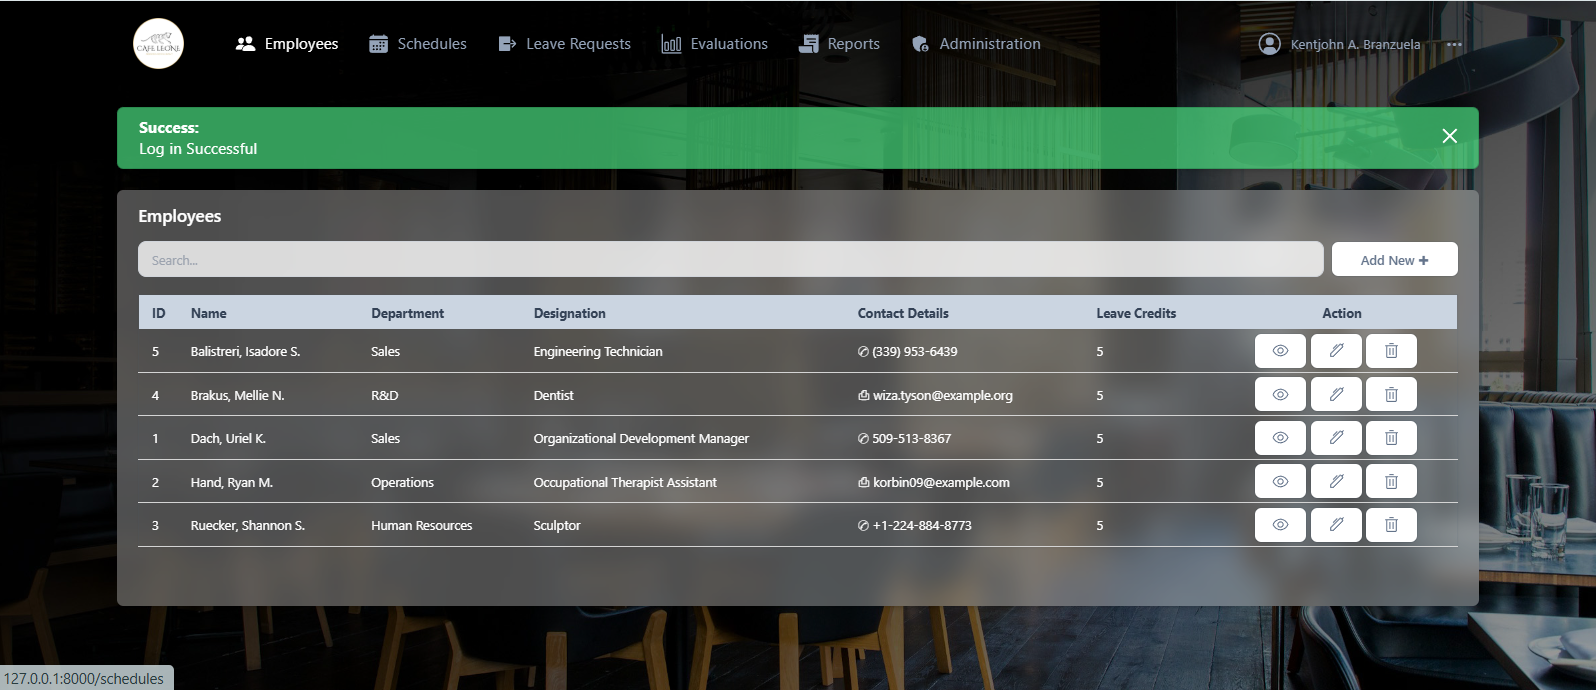 CAFE LEONE
Employees Schedules Leave Requests Evaluations Reports Administration Kentjohn A. Branzuela ...
Success:
Log in Successful
Employees
Search...
Add New +
ID Name Department Designation Contact Details Leave Credits Action
5 Balistreri, Isadore S. Sales Engineering Technician (339) 953-6439 5
4 Brakus, Mellie N. R&D Dentist wiza.tyson@example.org 5
1 Dach, Uriel K. Sales Organizational Development Manager 509-513-8367 5
2 Hand, Ryan M. Operations Occupational Therapist Assistant korbin09@example.com 5
3 Ruecker, Shannon S. Human Resources Sculptor +1-224-884-8773 5
127.0.0.1:8000/schedules